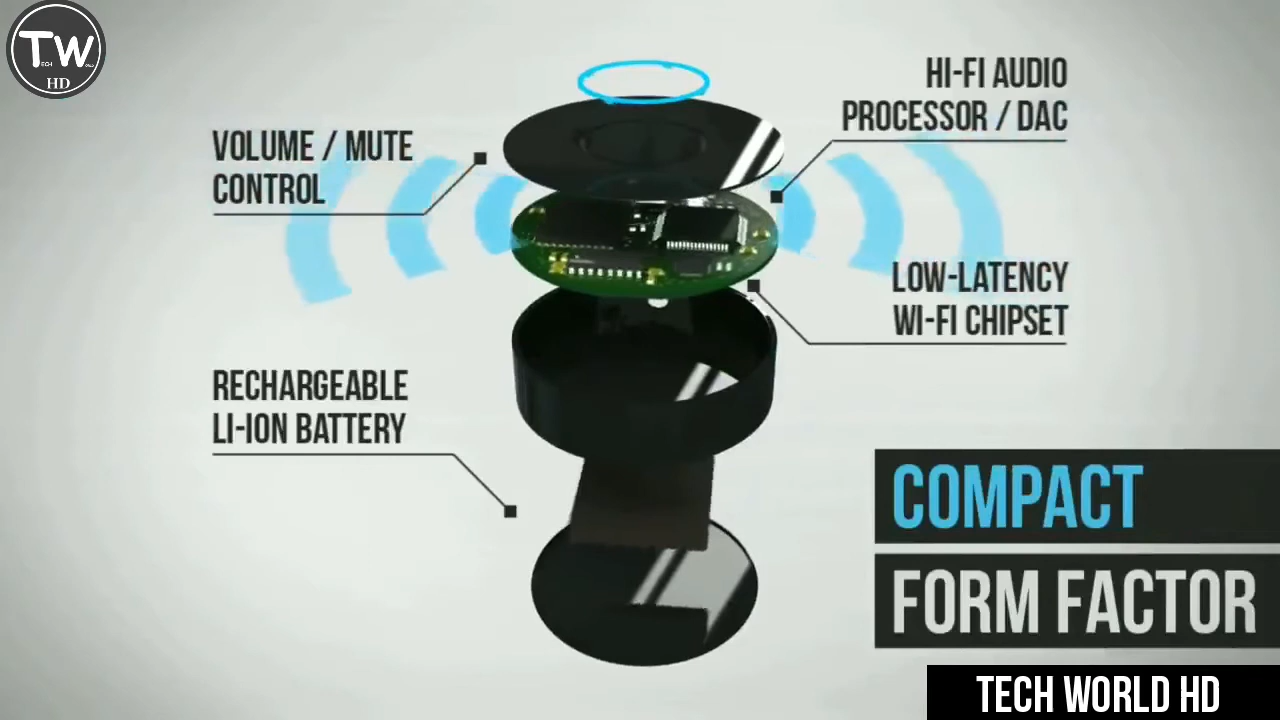 TW
HD
VOLUME / MUTE
CONTROL
HI-FI AUDIO
PROCESSOR / DAC
LOW-LATENCY
WI-FI CHIPSET
RECHARGEABLE
LI-ION BATTERY
COMPACT
FORM FACTOR
TECH WORLD HD